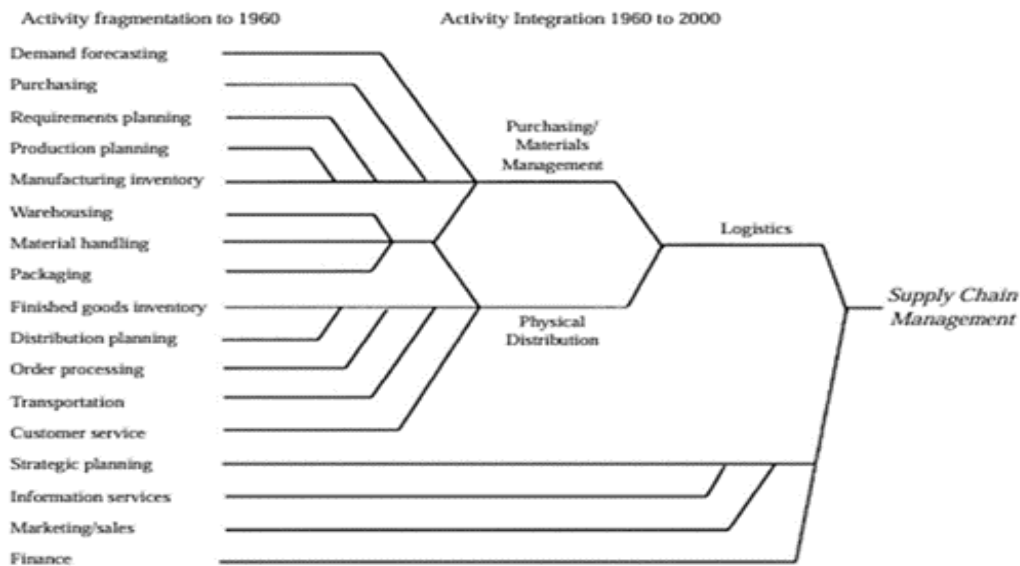 Activity fragmentation to 1960
Activity Integration 1960 to 2000
Demand forecasting
Purchasing
Requirements planning
Production planning
Manufacturing inventory
Warehousing
Material handling
Packaging
Finished goods inventory
Distribution planning
Order processing
Transportation
Customer service
Strategic planning
Information services
Marketing/sales
Finance
Purchasing/
Materials
Management
Physical
Distribution
Logistics
Supply Chain
Management